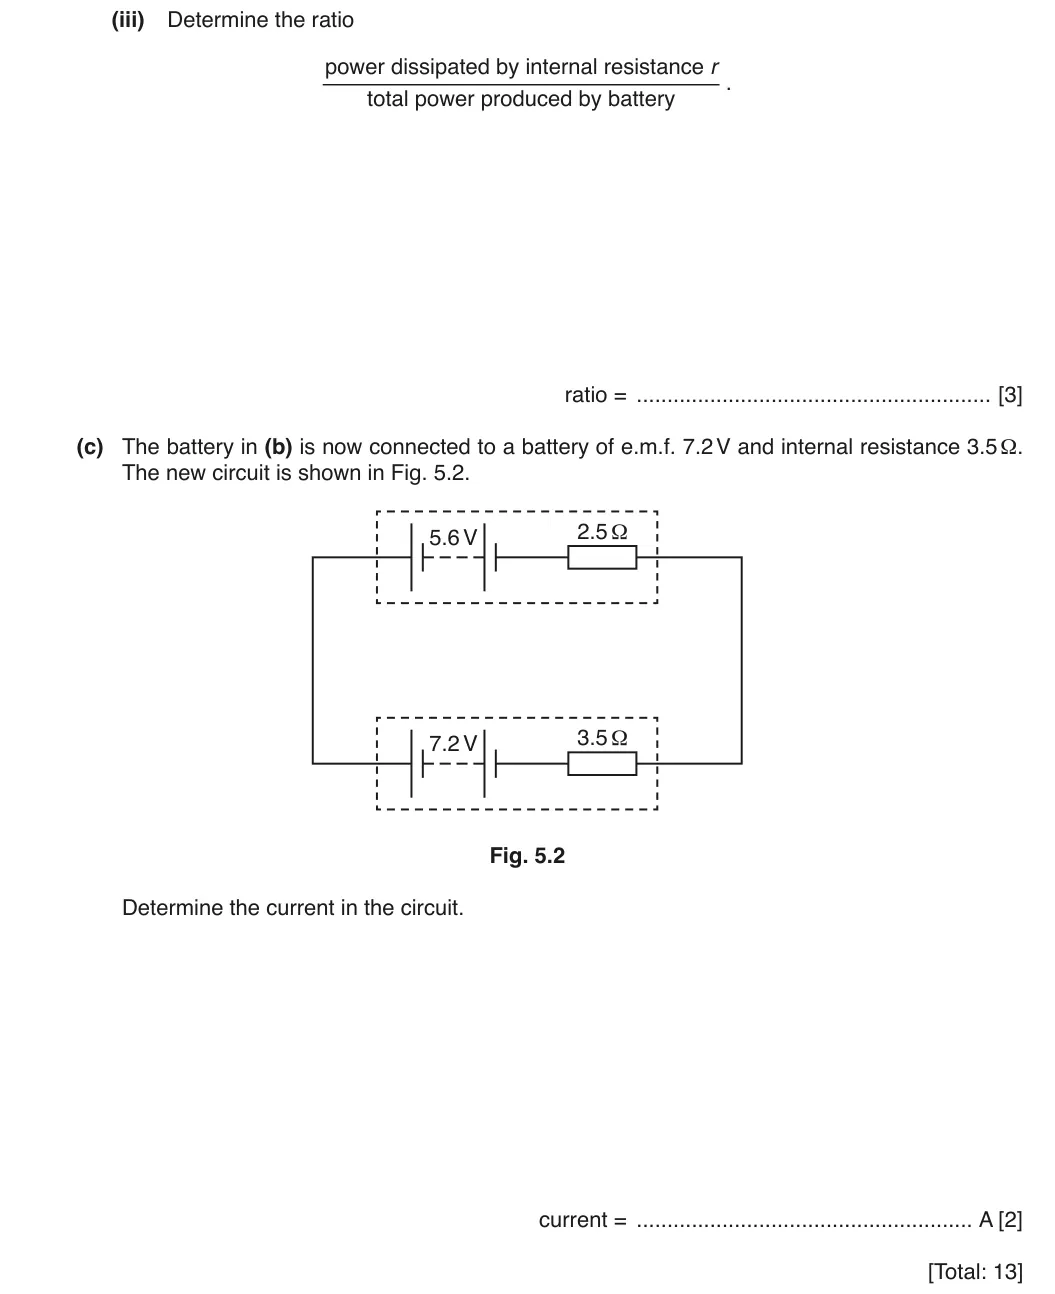 (iii) Determine the ratio
power dissipated by internal resistance r
total power produced by battery .
ratio = .......................................................... [3]
(c) The battery in (b) is now connected to a battery of e.m.f. 7.2 V and internal resistance 3.5 Ω.
The new circuit is shown in Fig. 5.2.
5.6 V 2.5 Ω
7.2 V 3.5 Ω
Fig. 5.2
Determine the current in the circuit.
current = ....................................................... A [2]
[Total: 13]